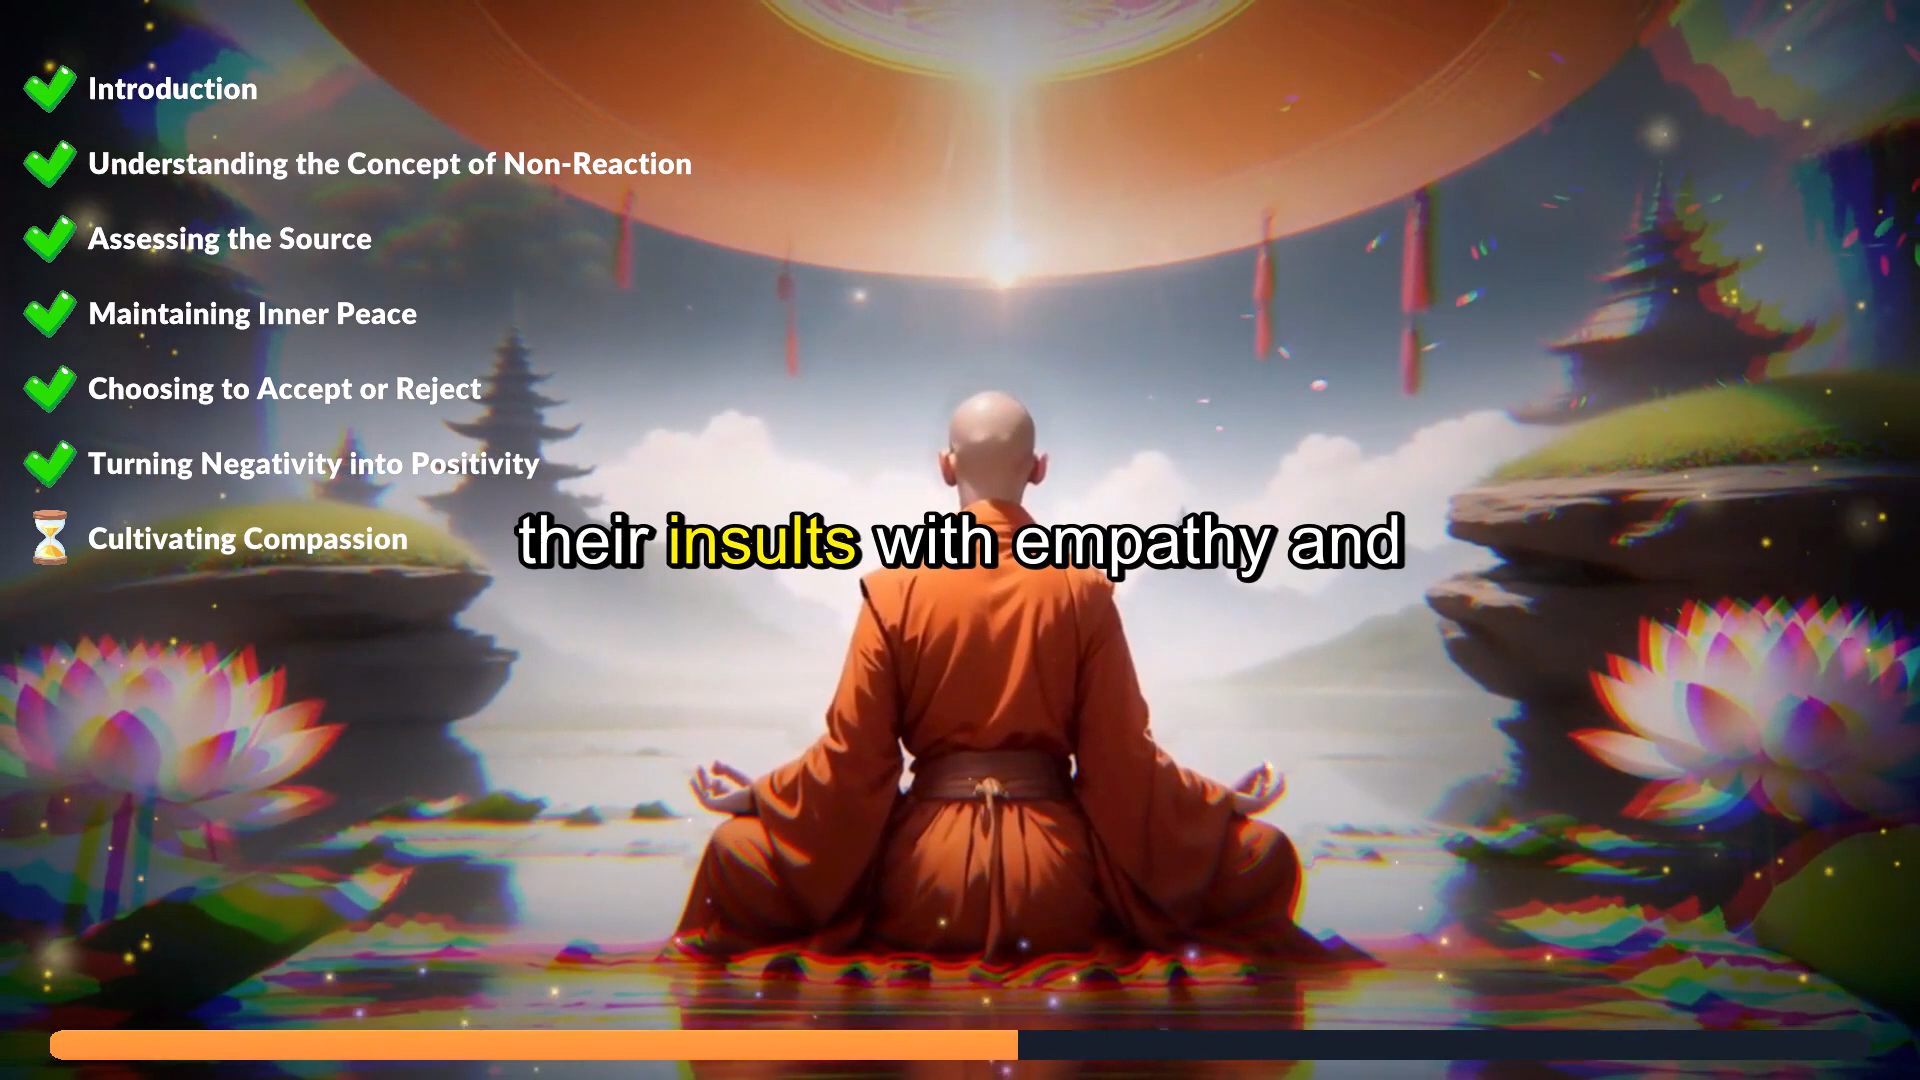 Introduction
Understanding the Concept of Non-Reaction
Assessing the Source
Maintaining Inner Peace
Choosing to Accept or Reject
Turning Negativity into Positivity
Cultivating Compassion
their insults with empathy and